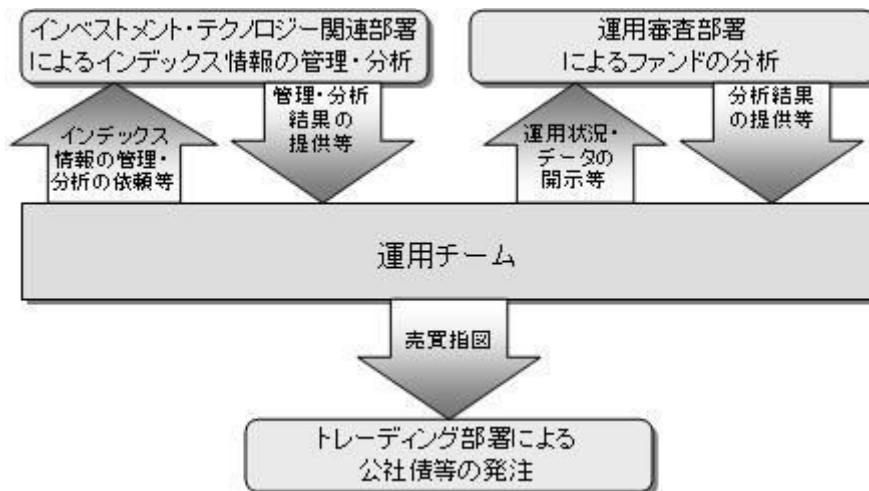 インベストメント・テクノロジー関連部署
によるインデックス情報の管理・分析
運用審査部署
によるファンドの分析
インデックス
情報の管理・
分析の依頼等
管理・分析
結果の
提供等
運用状況・
データの
開示等
分析結果
の提供等
運用チーム
売買指図
トレーディング部署による
公社債等の発注